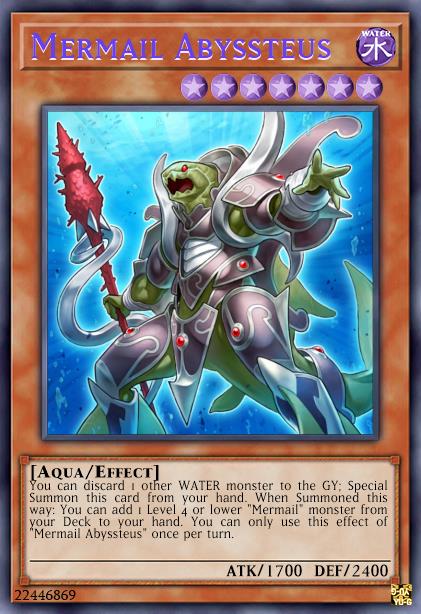 Mermail Abyssteus
WATER
水
[Aqua/Effect]
You can discard 1 other WATER monster to the GY; Special
Summon this card from your hand. When Summoned this
way: You can add 1 Level 4 or lower "Mermail" monster from
your Deck to your hand. You can only use this effect of
"Mermail Abyssteus" once per turn.
ATK/1700 DEF/2400
22446869